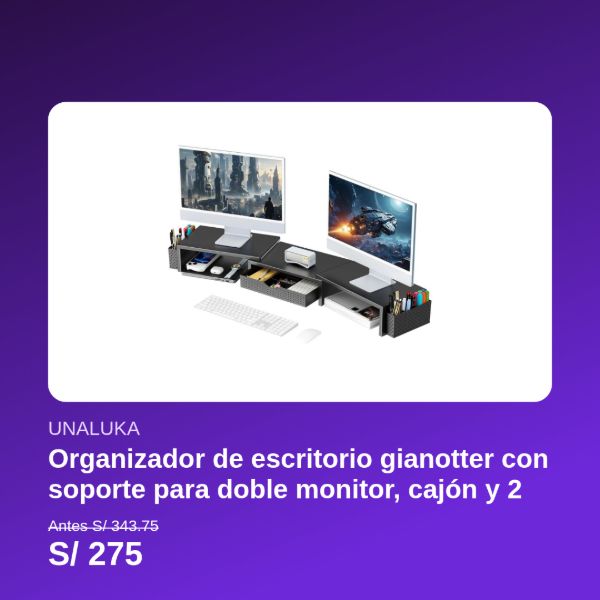 UNALUKA
Organizador de escritorio gianotter con
soporte para doble monitor, cajón y 2
Antes S/ 343.75
S/ 275